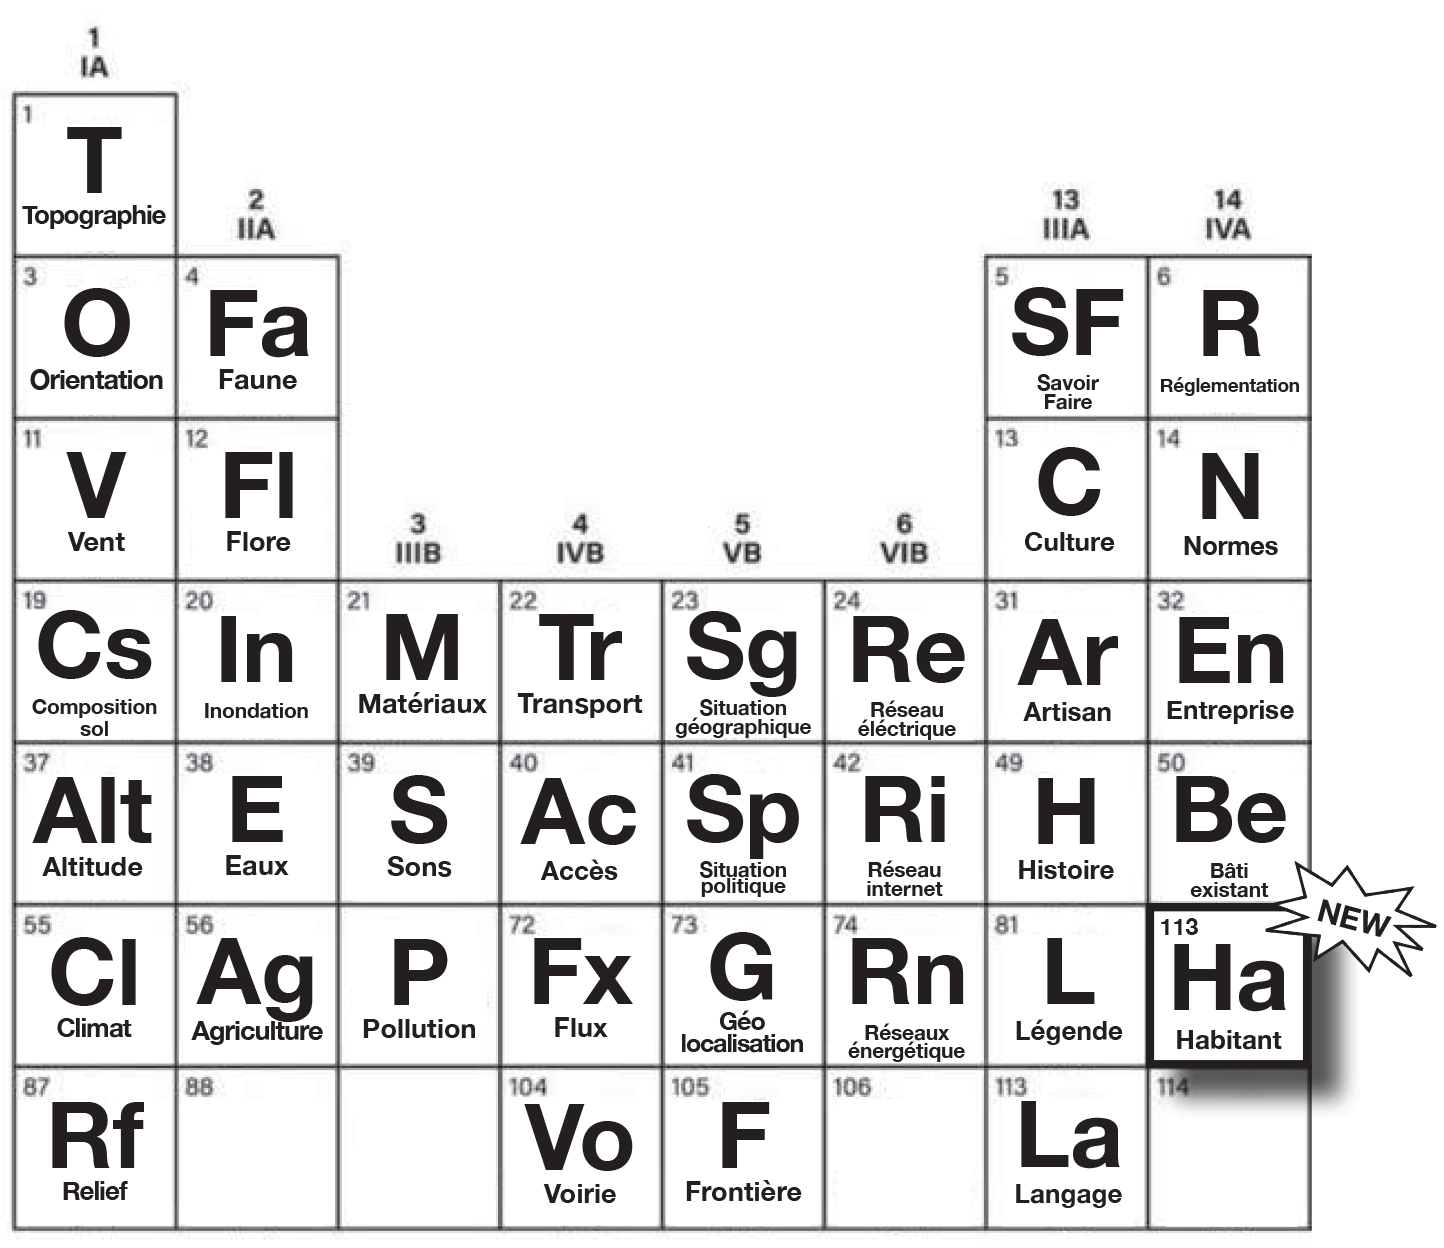 1
IA
1
T
Topographie
2
IIA
13
IIIA
14
IVA
3
O
Orientation
4
Fa
Faune
5
SF
Savoir
Faire
6
R
Réglementation
11
V
Vent
12
Fl
Flore
3
IIIB
4
IVB
5
VB
6
VIB
13
C
Culture
14
N
Normes
19
Cs
Composition
sol
20
In
Inondation
21
M
Matériaux
22
Tr
Transport
23
Sg
Situation
géographique
24
Re
Réseau
éléctrique
31
Ar
Artisan
32
En
Entreprise
37
Alt
Altitude
38
E
Eaux
39
S
Sons
40
Ac
Accès
41
Sp
Situation
politique
42
Ri
Réseau
internet
49
H
Histoire
50
Be
Bâti
existant
55
Cl
Climat
56
Ag
Agriculture
P
Pollution
72
Fx
Flux
73
G
Géo
localisation
74
Rn
Réseaux
énergétique
81
L
Légende
113
Ha
Habitant
NEW
87
Rf
Relief
88
104
Vo
Voirie
105
F
Frontière
106
113
La
Langage
114